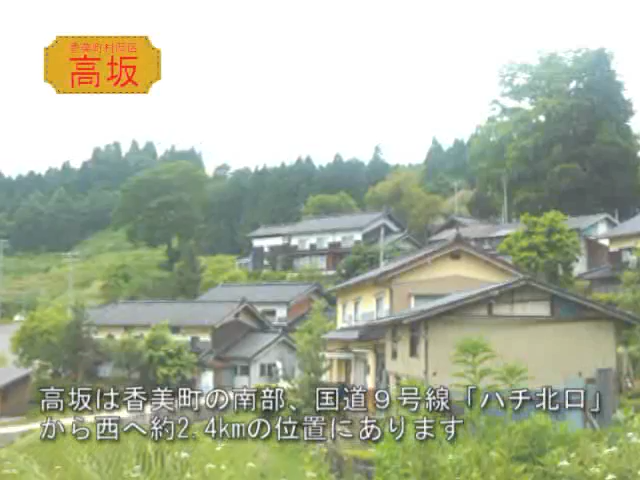 香美町村岡区
高坂
高坂は香美町の南部、国道９号線「ハチ北口」
から西へ約2.4kmの位置にあります